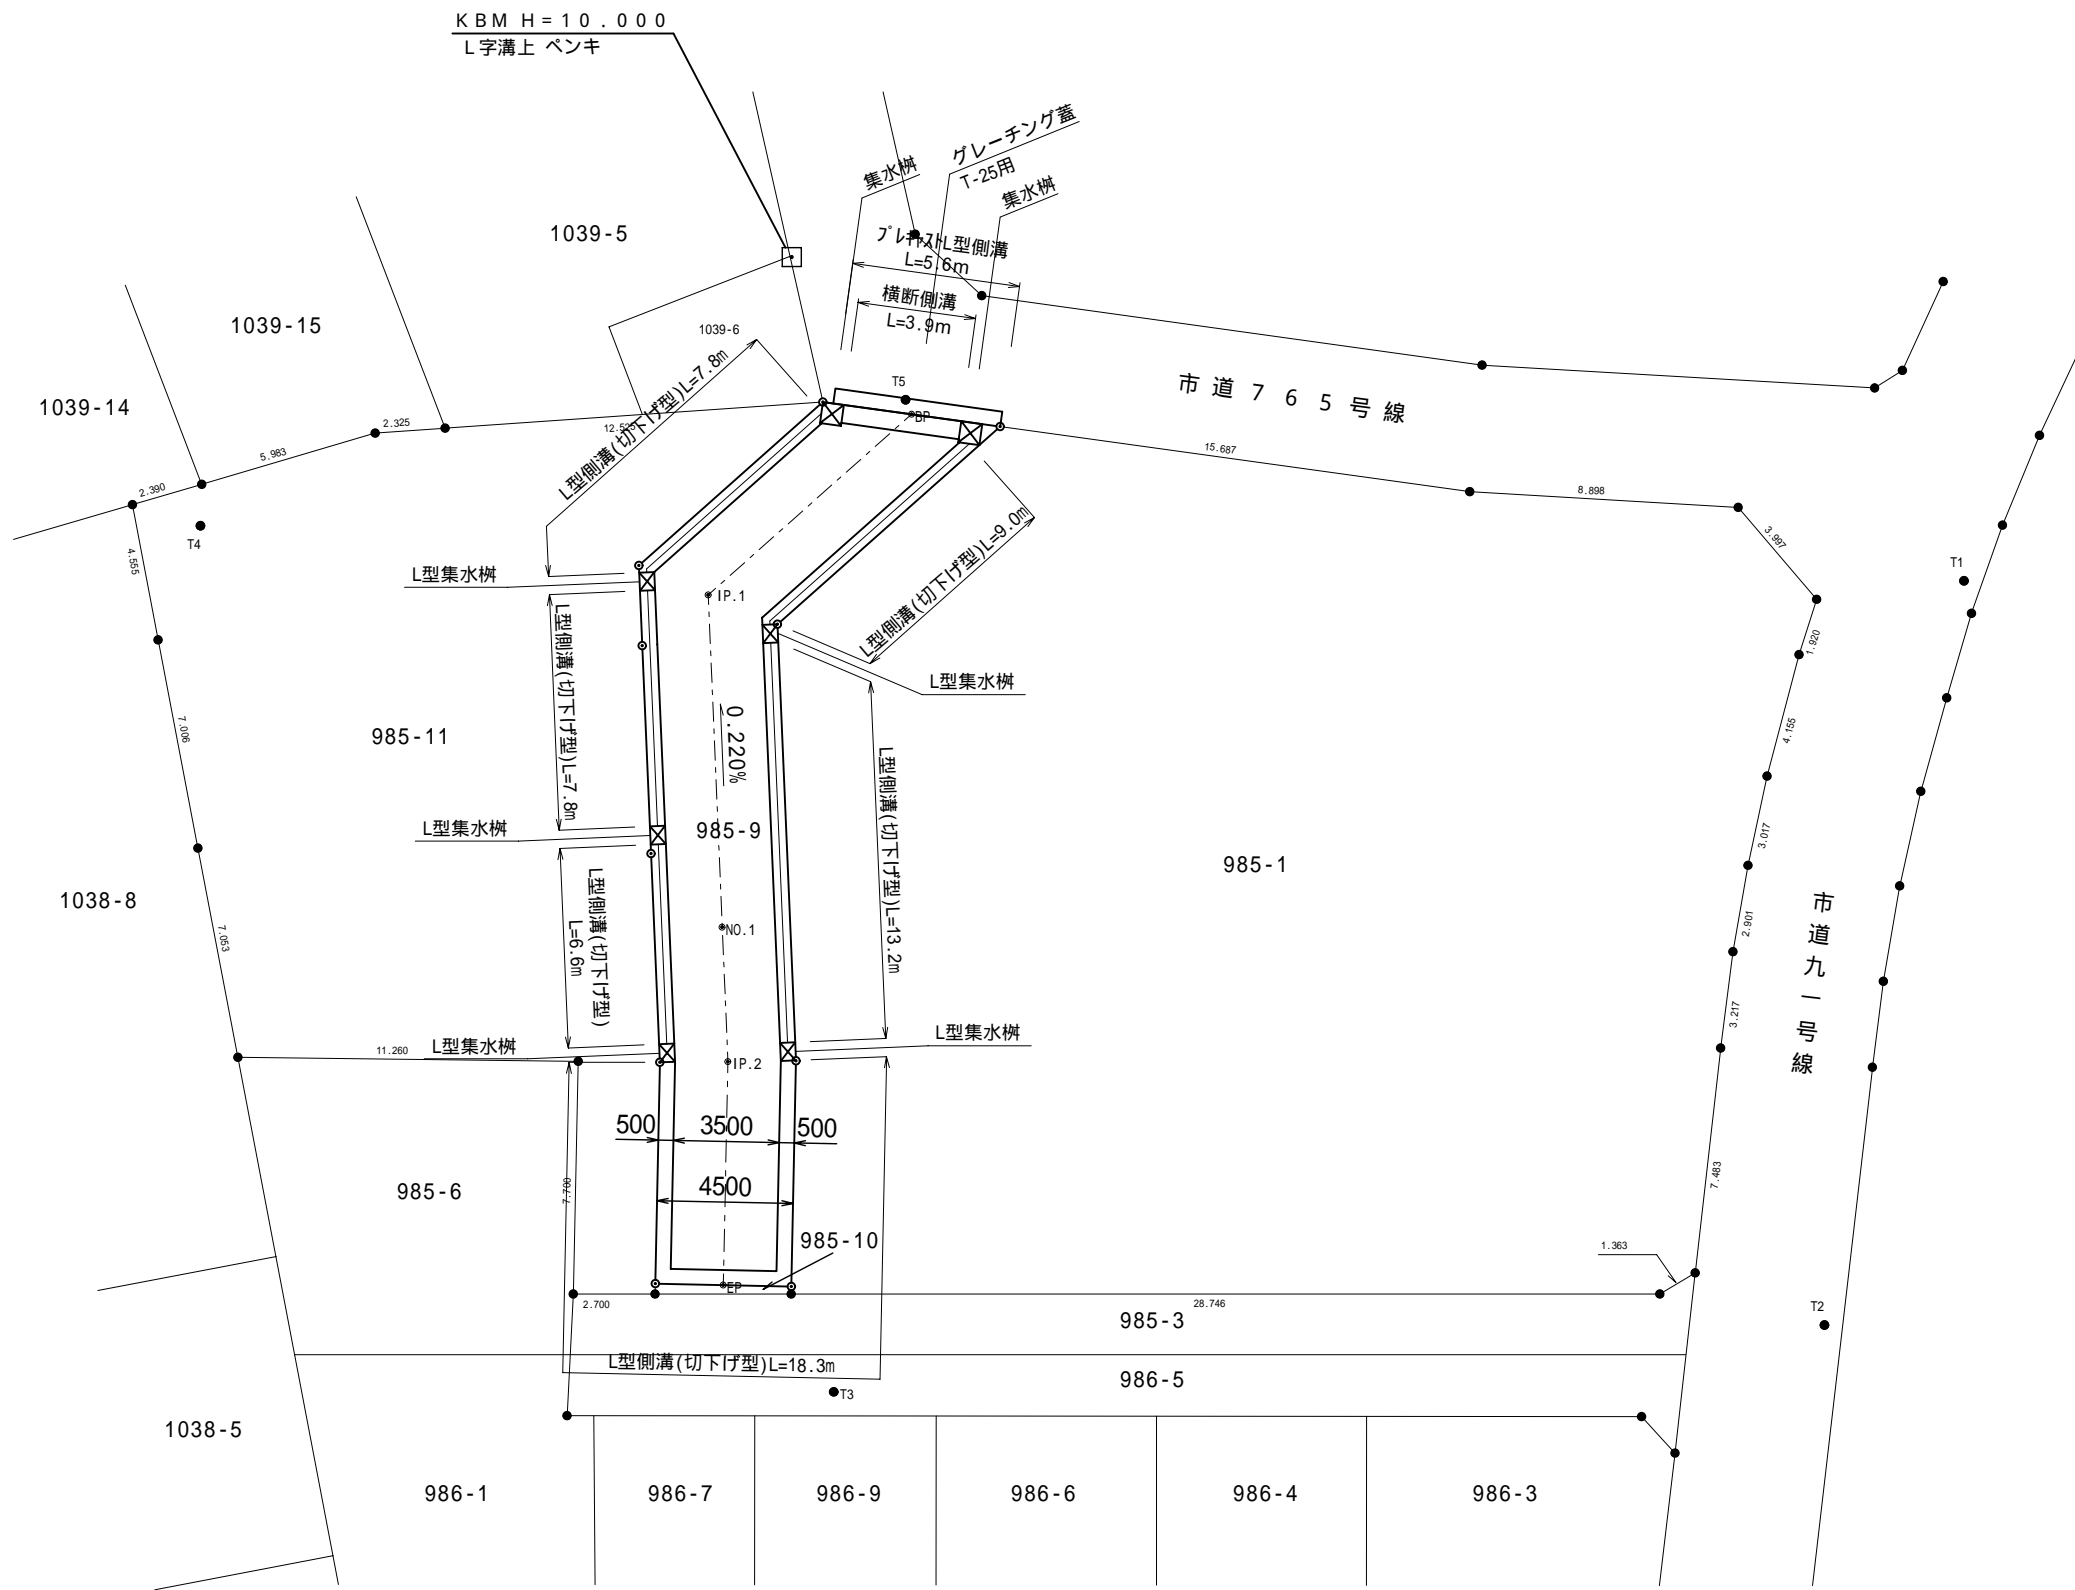 KBM H=10.000
L字溝上 ペンキ
グレーチング蓋
T-25用
集水桝
集水桝
プレキャストL型側溝
L=5.6m
横断側溝
L=3.9m
1039-5
1039-15
1039-14
1039-6
T5
BP
市道765号線
L型側溝(切下げ型)L=7.8m
12.525
2.325
5.983
2.390
15.687
8.898
3.997
T4
T1
4.555
L型集水桝
IP.1
L型側溝(切下げ型)L=9.0m
1.920
L型集水桝
L型側溝(切下げ型)L=7.8m
7.006
985-11
0.220%
4.155
L型側溝(切下げ型)L=13.2m
L型集水桝
985-9
3.017
985-1
1038-8
7.053
L型側溝(切下げ型)
L=6.6m
NO.1
2.901
市道九一号線
3.217
L型集水桝
L型集水桝
11.260
IP.2
500
3500
500
7.700
985-6
4500
7.483
985-10
1.363
EP
2.700
28.746
985-3
T2
L型側溝(切下げ型)L=18.3m
986-5
T3
1038-5
986-1
986-7
986-9
986-6
986-4
986-3